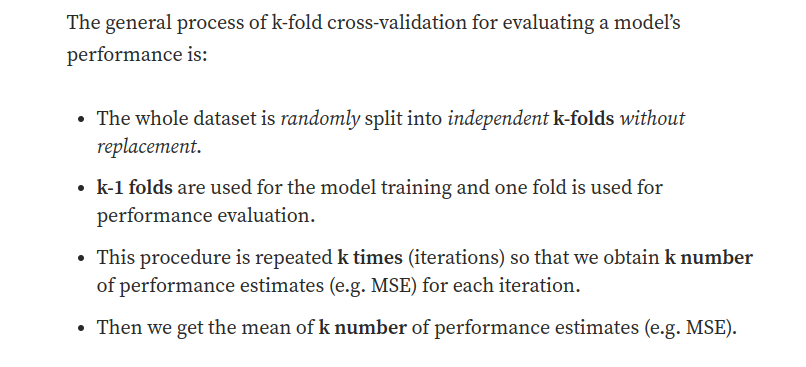 The general process of k-fold cross-validation for evaluating a model’s
performance is:
• The whole dataset is randomly split into independent k-folds without
replacement.
• k-1 folds are used for the model training and one fold is used for
performance evaluation.
• This procedure is repeated k times (iterations) so that we obtain k number
of performance estimates (e.g. MSE) for each iteration.
• Then we get the mean of k number of performance estimates (e.g. MSE).